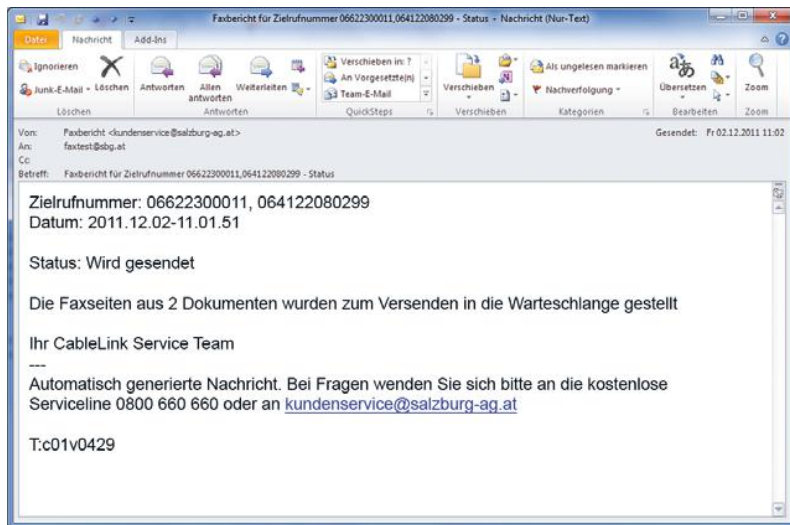 Faxbericht für Zielrufnummer 06622300011,064122080299 - Status - Nachricht (Nur-Text)
Datei Nachricht Add-Ins
Ignorieren
Junk-E-Mail
Löschen
Antworten
Allen antworten
Weiterleiten
Verschieben in: ?
An Vorgesetzte(n)
Team-E-Mail
Verschieben
Als ungelesen markieren
Nachverfolgung
Übersetzen
Zoom
Löschen Antworten QuickSteps Verschieben Kategorien Bearbeiten Zoom
Von: Faxbericht <kundenservice@salzburg-ag.at> Gesendet: Fr 02.12.2011 11:02
An: faxtest@sbg.at
Cc:
Betreff: Faxbericht für Zielrufnummer 06622300011,064122080299 - Status
Zielrufnummer: 06622300011, 064122080299
Datum: 2011.12.02-11.01.51
Status: Wird gesendet
Die Faxseiten aus 2 Dokumenten wurden zum Versenden in die Warteschlange gestellt
Ihr CableLink Service Team
---
Automatisch generierte Nachricht. Bei Fragen wenden Sie sich bitte an die kostenlose
Serviceline 0800 660 660 oder an kundenservice@salzburg-ag.at
T:c01v0429